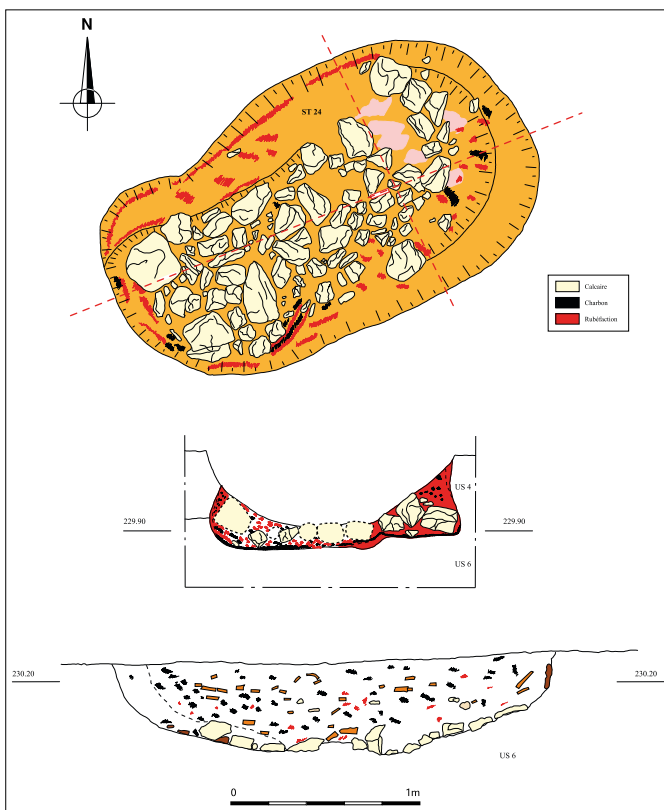 N
ST 24
Calcaire
Charbon
Rubéfaction
US 4
229.90
229.90
US 6
230.20
230.20
US 6
0
1m